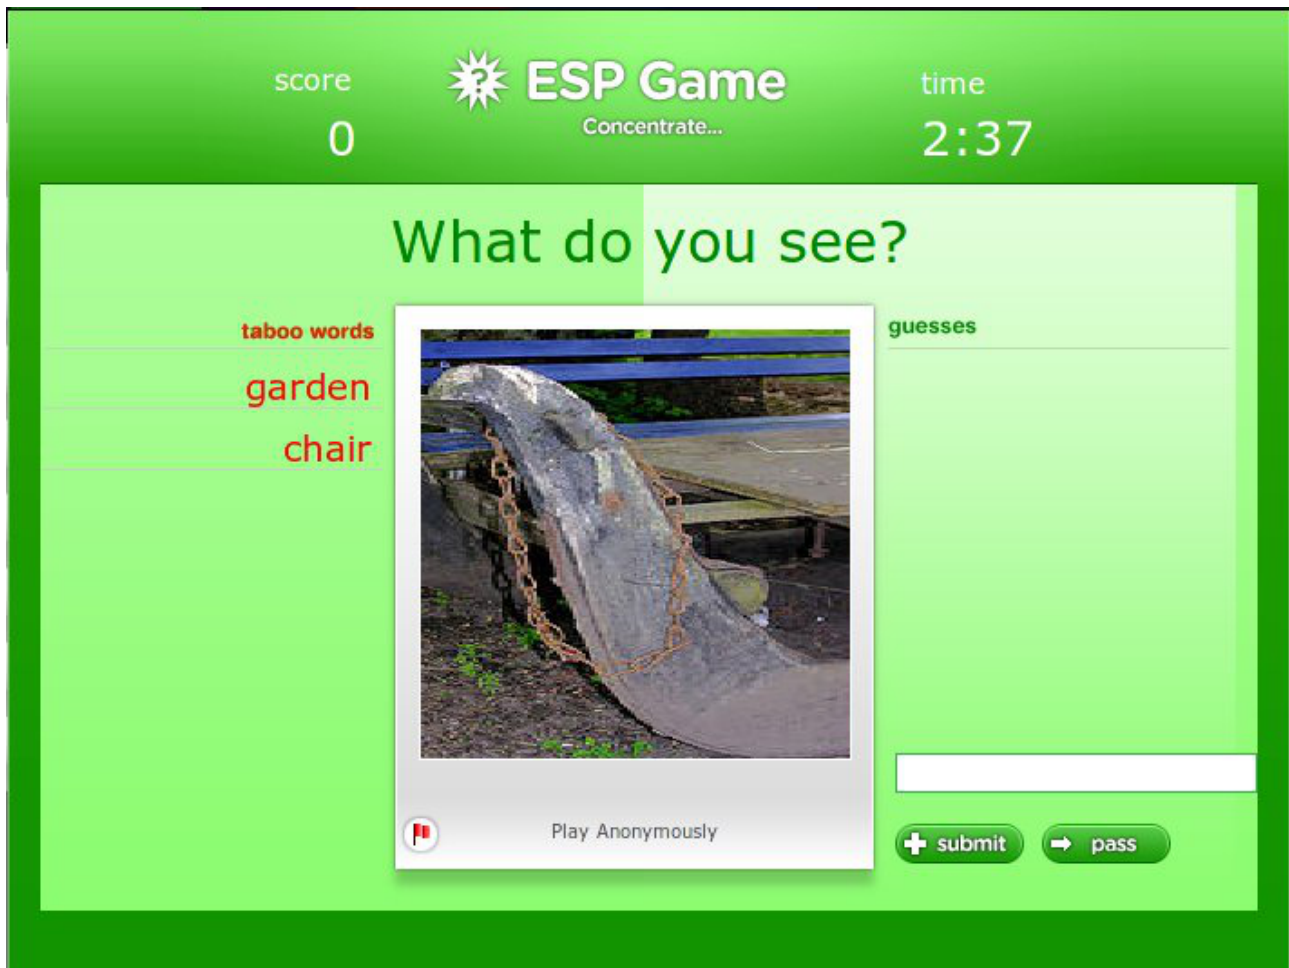 score
0
ESP Game
Concentrate...
time
2:37
What do you see?
taboo words
garden
chair
guesses
Play Anonymously
submit
pass